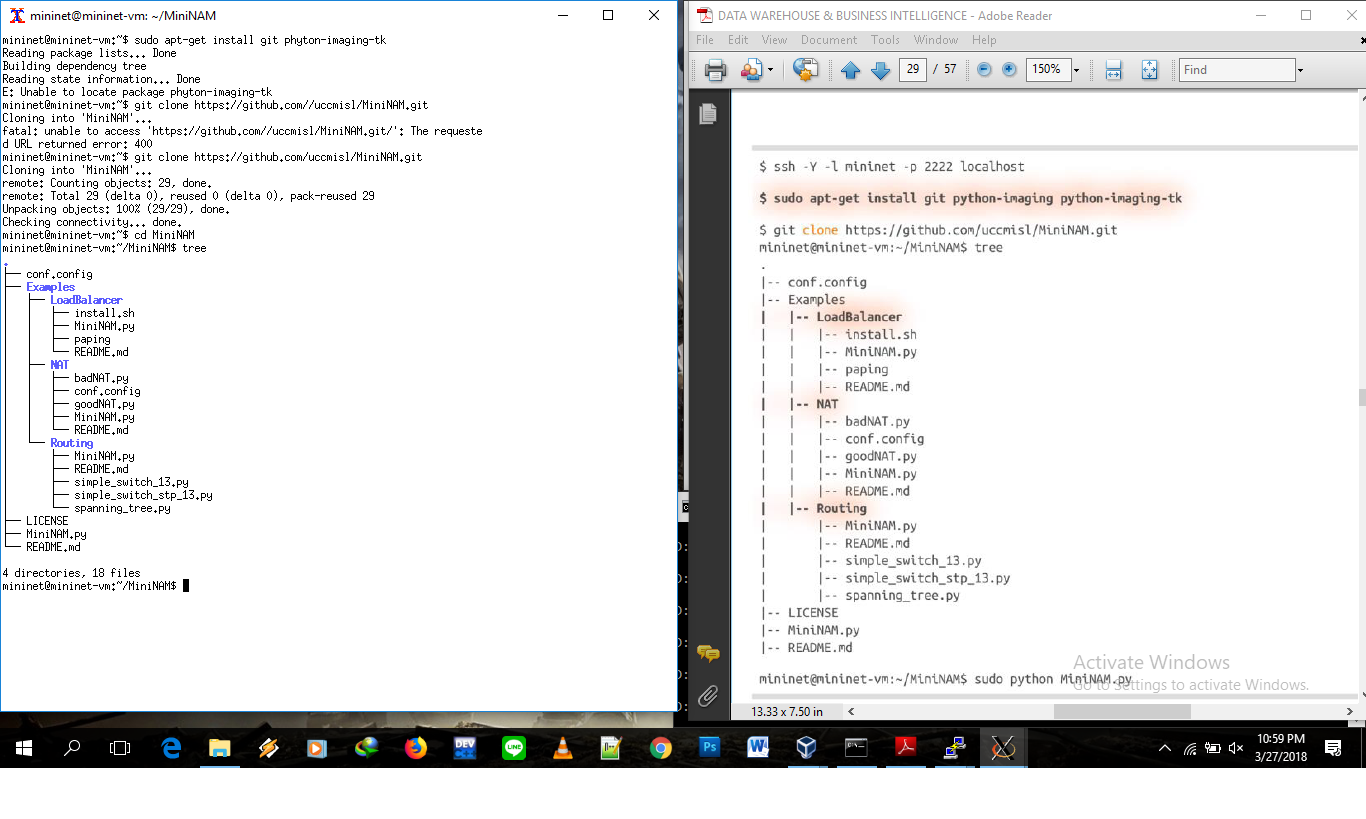 mininet@mininet-vm: ~/MiniNAM
mininet@mininet-vm:~$ sudo apt-get install git phyton-imaging-tk
Reading package lists... Done
Building dependency tree
Reading state information... Done
E: Unable to locate package phyton-imaging-tk
mininet@mininet-vm:~$ git clone https://github.com//uccmisl/MiniNAM.git
Cloning into 'MiniNAM'...
fatal: unable to access 'https://github.com//uccmisl/MiniNAM.git/': The requeste
d URL returned error: 400
mininet@mininet-vm:~$ git clone https://github.com/uccmisl/MiniNAM.git
Cloning into 'MiniNAM'...
remote: Counting objects: 29, done.
remote: Total 29 (delta 0), reused 0 (delta 0), pack-reused 29
Unpacking objects: 100% (29/29), done.
Checking connectivity... done.
mininet@mininet-vm:~$ cd MiniNAM
mininet@mininet-vm:~/MiniNAM$ tree
.
├── conf.config
├── Examples
│   ├── LoadBalancer
│   │   ├── install.sh
│   │   ├── MiniNAM.py
│   │   ├── paping
│   │   └── README.md
│   ├── NAT
│   │   ├── badNAT.py
│   │   ├── conf.config
│   │   ├── goodNAT.py
│   │   ├── MiniNAM.py
│   │   └── README.md
│   └── Routing
│       ├── MiniNAM.py
│       ├── README.md
│       ├── simple_switch_13.py
│       ├── simple_switch_stp_13.py
│       └── spanning_tree.py
├── LICENSE
├── MiniNAM.py
└── README.md
4 directories, 18 files
mininet@mininet-vm:~/MiniNAM$
DATA WAREHOUSE & BUSINESS INTELLIGENCE - Adobe Reader
File Edit View Document Tools Window Help
29 / 57 150% Find
$ ssh -Y -l mininet -p 2222 localhost
$ sudo apt-get install git python-imaging python-imaging-tk
$ git clone https://github.com/uccmisl/MiniNAM.git
mininet@mininet-vm:~/MiniNAM$ tree
.
|-- conf.config
|-- Examples
|   |-- LoadBalancer
|   |   |-- install.sh
|   |   |-- MiniNAM.py
|   |   |-- paping
|   |   |-- README.md
|   |-- NAT
|   |   |-- badNAT.py
|   |   |-- conf.config
|   |   |-- goodNAT.py
|   |   |-- MiniNAM.py
|   |   |-- README.md
|   |-- Routing
|       |-- MiniNAM.py
|       |-- README.md
|       |-- simple_switch_13.py
|       |-- simple_switch_stp_13.py
|       |-- spanning_tree.py
|-- LICENSE
|-- MiniNAM.py
|-- README.md
mininet@mininet-vm:~/MiniNAM$ sudo python MiniNAM.py
Activate Windows
Go to Settings to activate Windows.
13.33 x 7.50 in
DEV
LINE
Ps
W
10:59 PM
3/27/2018